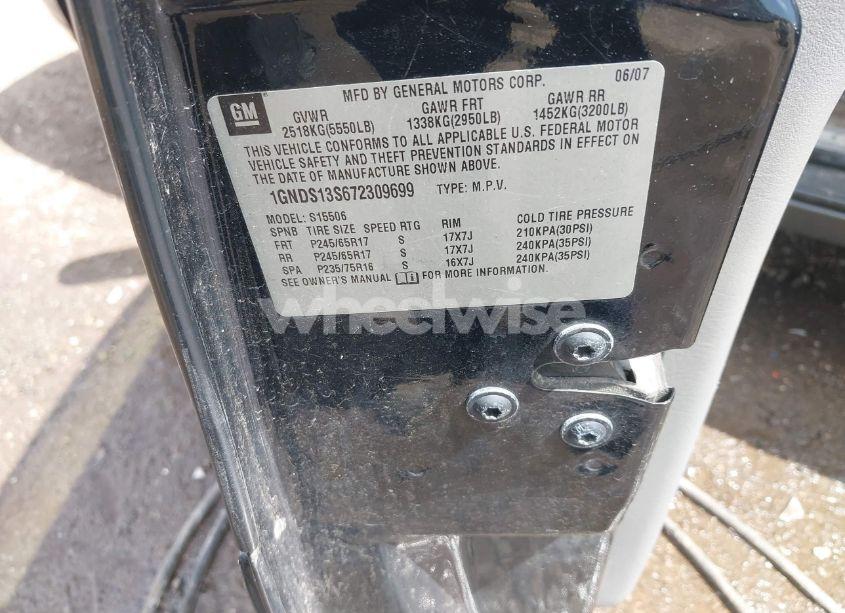 GM
MFD BY GENERAL MOTORS CORP. 06/07
GVWR GAWR FRT GAWR RR
2518KG(5550LB) 1338KG(2950LB) 1452KG(3200LB)
THIS VEHICLE CONFORMS TO ALL APPLICABLE U.S. FEDERAL MOTOR
VEHICLE SAFETY AND THEFT PREVENTION STANDARDS IN EFFECT ON
THE DATE OF MANUFACTURE SHOWN ABOVE.
1GNDS13S672309699 TYPE: M.P.V.
MODEL: S15506
SPNB TIRE SIZE SPEED RTG RIM COLD TIRE PRESSURE
FRT P245/65R17 S 17X7J 210KPA(30PSI)
RR P245/65R17 S 17X7J 240KPA(35PSI)
SPA P235/75R16 S 16X7J 240KPA(35PSI)
SEE OWNER'S MANUAL FOR MORE INFORMATION.
wheelwise